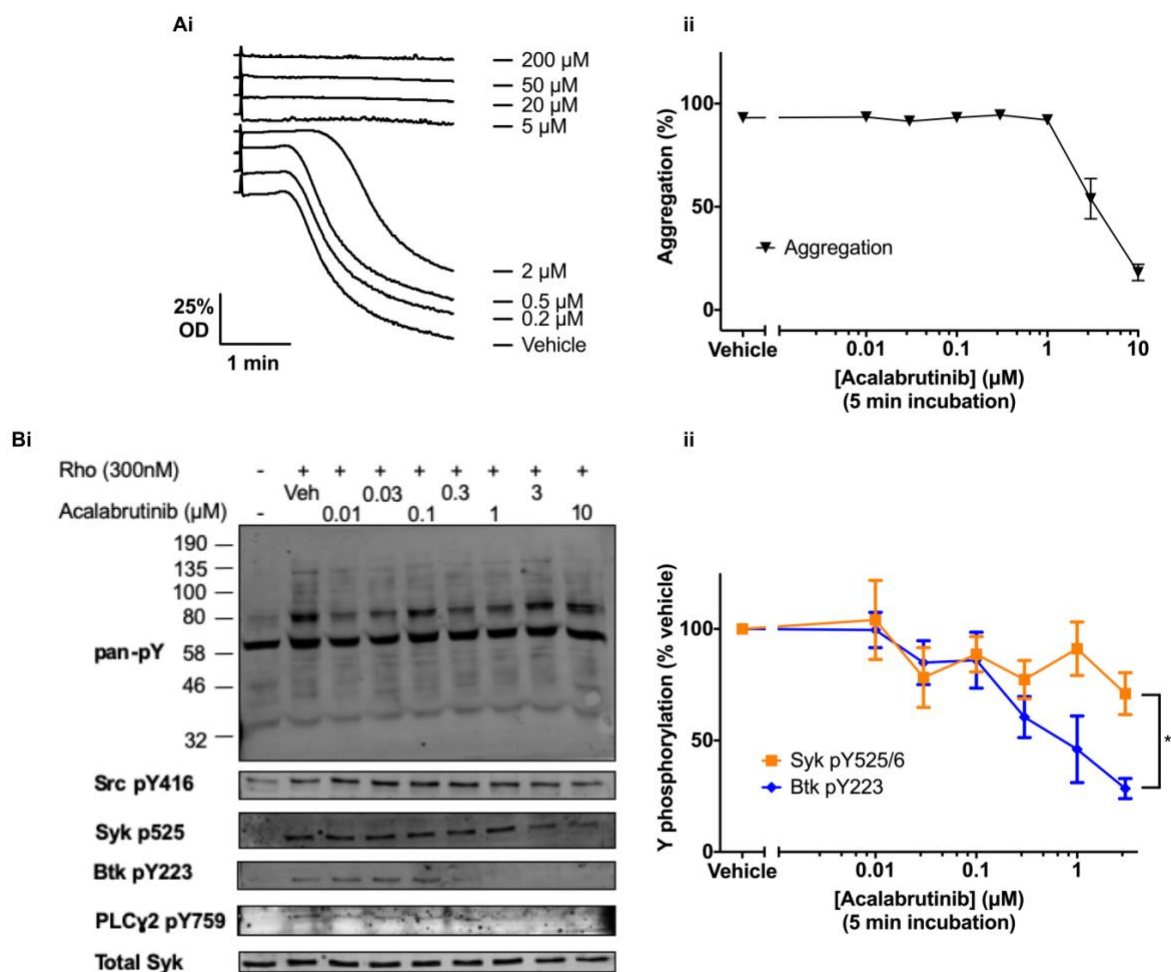 Ai
200 µM
50 µM
20 µM
5 µM
2 µM
0.5 µM
0.2 µM
Vehicle
25%
OD
1 min
ii
Aggregation (%)
100
50
0
Aggregation
Vehicle 0.01 0.1 1 10
[Acalabrutinib] (µM)
(5 min incubation)
Bi
Rho (300nM) - + + + + + + + +
Veh 0.03 0.3 3
Acalabrutinib (µM) - 0.01 0.1 1 10
190
135
100
80
pan-pY
58
46
32
Src pY416
Syk p525
Btk pY223
PLCɣ2 pY759
Total Syk
ii
Y phosphorylation (% vehicle)
100
50
0
Syk pY525/6
Btk pY223
*
Vehicle 0.01 0.1 1
[Acalabrutinib] (µM)
(5 min incubation)